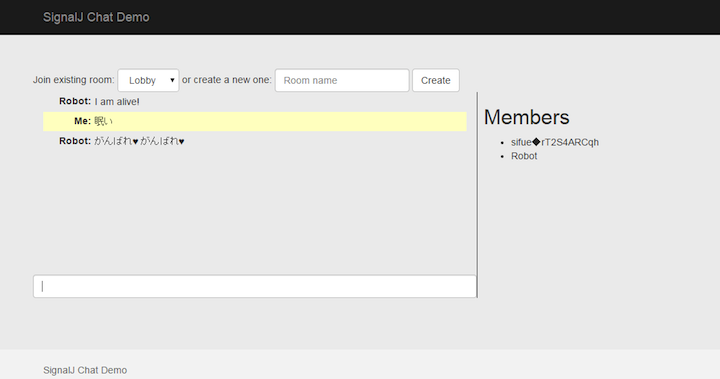 SignalJ Chat Demo
Join existing room: Lobby or create a new one: Room name Create
Robot: I am alive!
Me: 眠い
Robot: がんばれ♥がんばれ♥
Members
sifue�rT2S4ARCqh
Robot
SignalJ Chat Demo